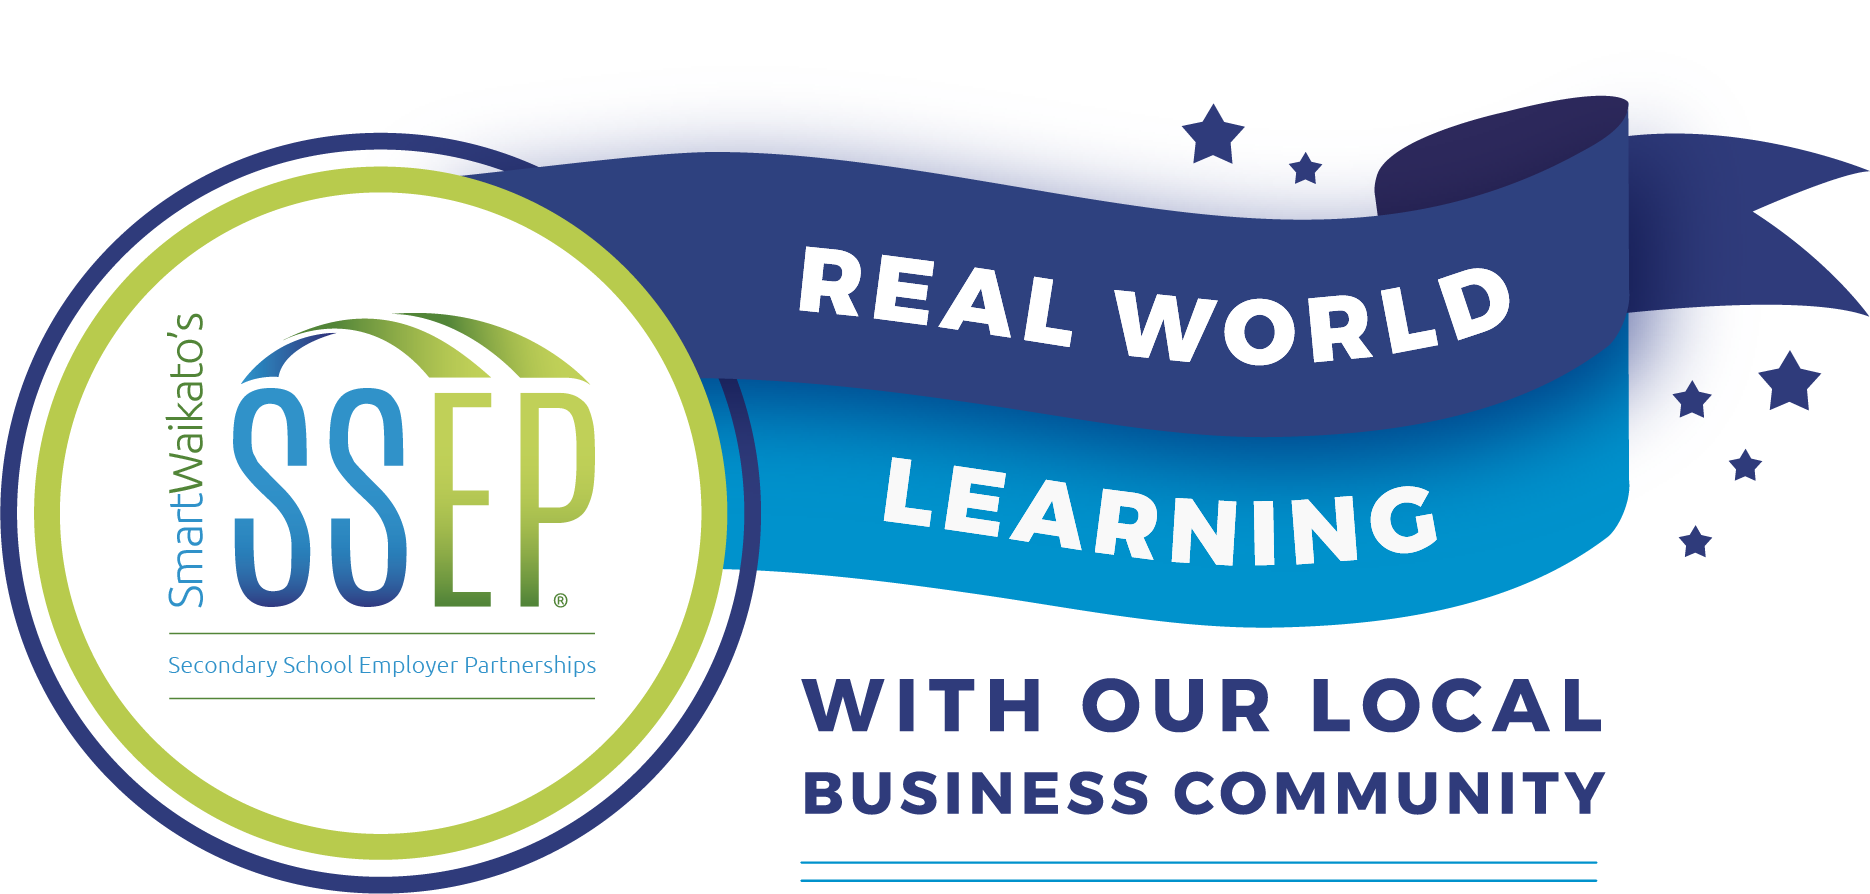 SmartWaikato's
SSEP®
Secondary School Employer Partnerships
REAL WORLD
LEARNING
WITH OUR LOCAL
BUSINESS COMMUNITY